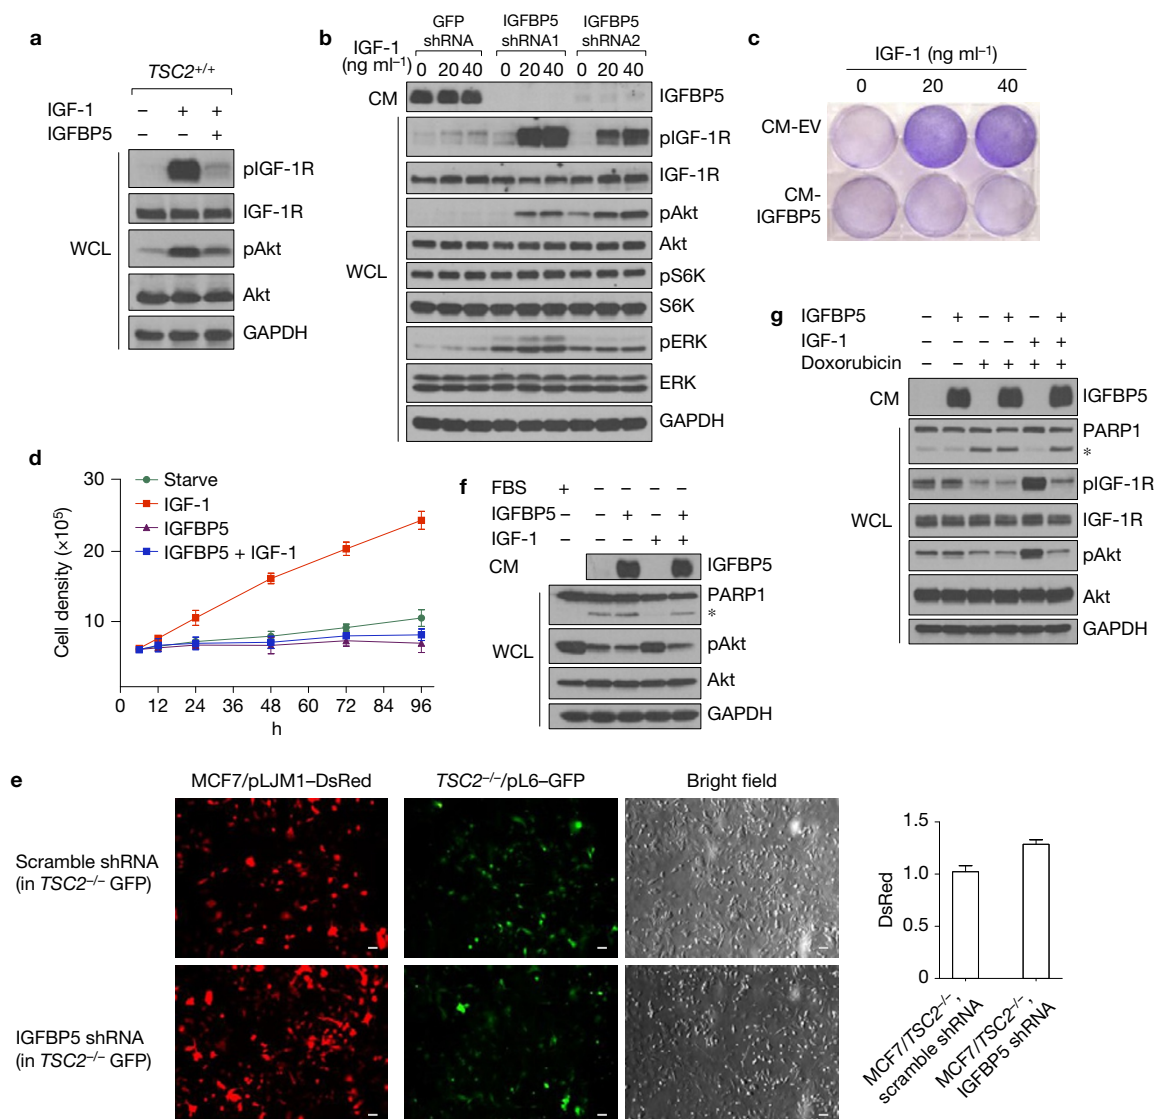 a
TSC2+/+
IGF-1 – + +
IGFBP5 – – +
pIGF-1R
IGF-1R
WCL
pAkt
Akt
GAPDH
b
GFP shRNA
IGFBP5 shRNA1
IGFBP5 shRNA2
IGF-1 (ng ml–1)
0 20 40 0 20 40 0 20 40
CM
IGFBP5
pIGF-1R
IGF-1R
pAkt
Akt
WCL
pS6K
S6K
pERK
ERK
GAPDH
c
IGF-1 (ng ml–1)
0 20 40
CM-EV
CM-
IGFBP5
d
30
20
10
Cell density (×10⁵)
Starve
IGF-1
IGFBP5
IGFBP5 + IGF-1
0 12 24 36 48 60 72 84 96
h
f
FBS + – – – –
IGFBP5 – – + – +
IGF-1 – – – + +
CM
IGFBP5
PARP1
*
WCL
pAkt
Akt
GAPDH
g
IGFBP5 – + – + – +
IGF-1 – – – – + +
Doxorubicin – – + + + +
CM
IGFBP5
PARP1
*
pIGF-1R
WCL
IGF-1R
pAkt
Akt
GAPDH
e
MCF7/pLJM1–DsRed
TSC2–/–/pL6–GFP
Bright field
Scramble shRNA
(in TSC2–/– GFP)
IGFBP5 shRNA
(in TSC2–/– GFP)
1.5
1.0
0.5
0
DsRed
MCF7/TSC2–/–,
scramble shRNA
MCF7/TSC2–/–,
IGFBP5 shRNA